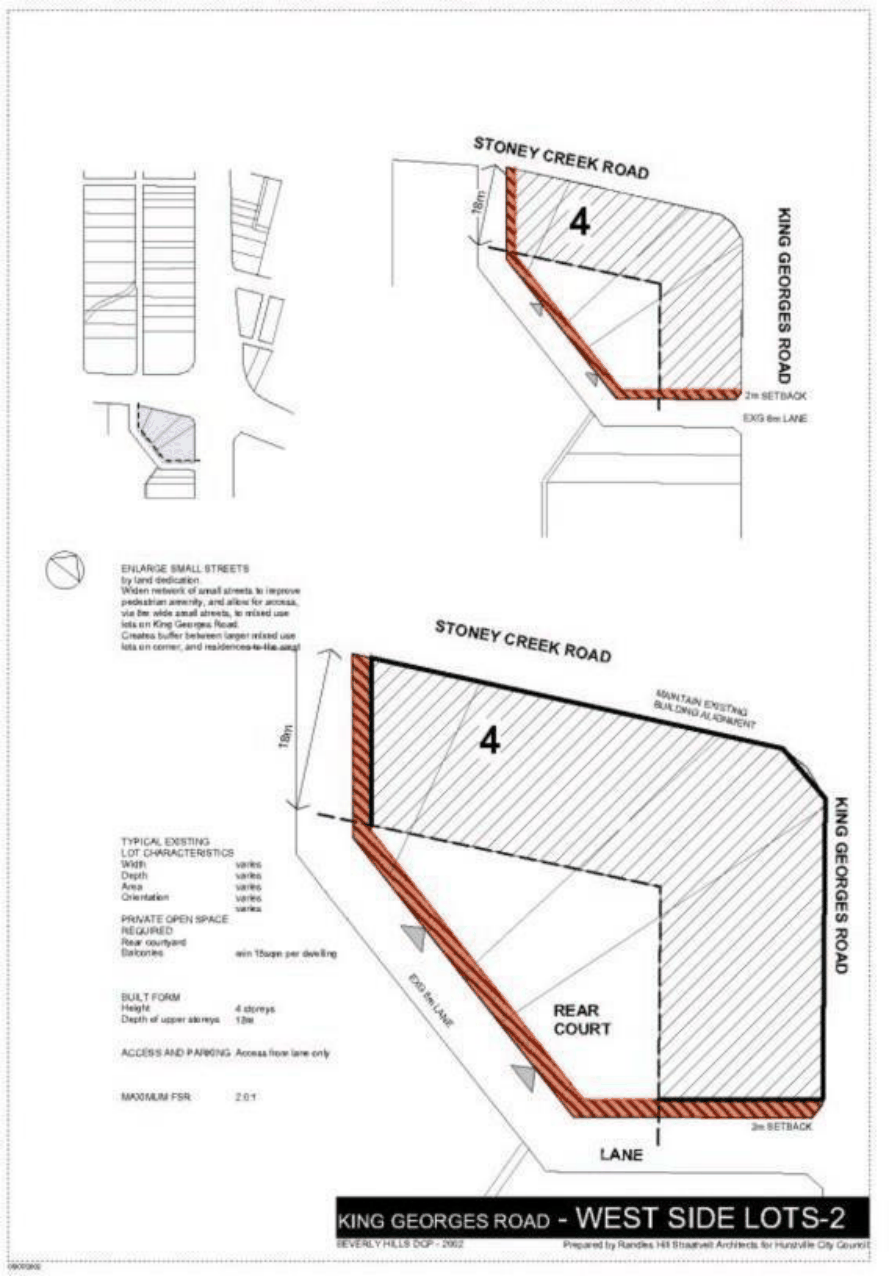 STONEY CREEK ROAD
18m
4
KING GEORGES ROAD
2m SETBACK
EXG 6m LANE
ENLARGE SMALL STREETS
by land dedication.
Widen network of small streets to improve
pedestrian amenity, and allow for access,
via the wide small streets, to mixed use
lots on King Georges Road.
Creates buffer between larger mixed use
lots on corner, and residences to the west
STONEY CREEK ROAD
MAINTAIN EXISTING
BUILDING ALIGNMENT
18m
4
KING GEORGES ROAD
TYPICAL EXISTING
LOT CHARACTERISTICS
Width varies
Depth varies
Area varies
Orientation varies
varies
PRIVATE OPEN SPACE
REQUIRED
Rear courtyard
Balconies min 15sqm per dwelling
EXG 6m LANE
BUILT FORM
Height 4 storeys
Depth of upper storeys 18m
REAR
COURT
ACCESS AND PARKING Access from lane only
MAXIMUM FSR 2.0:1
2m SETBACK
LANE
KING GEORGES ROAD - WEST SIDE LOTS-2
BEVERLY HILLS DCP - 2002 Prepared by Randles Hill Straatveit Architects for Hurstville City Council